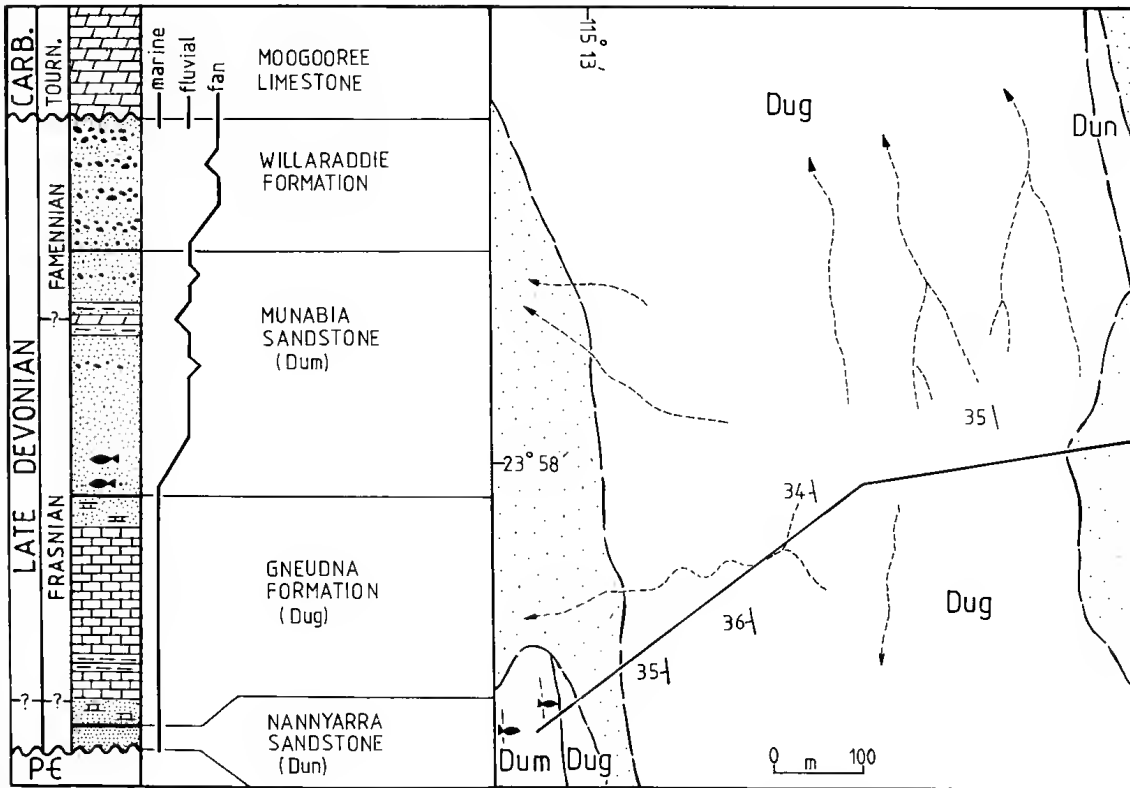 CARB.
TOURN.
LATE DEVONIAN
FAMENNIAN
?
FRASNIAN
?
?
PЄ
marine
fluvial
fan
MOOGOOREE
LIMESTONE
WILLARADDIE
FORMATION
MUNABIA
SANDSTONE
(Dum)
GNEUDNA
FORMATION
(Dug)
NANNYARRA
SANDSTONE
(Dun)
115° 13′
Dug
Dun
35
23° 58′
34
36
Dug
35
Dum
Dug
0 m 100